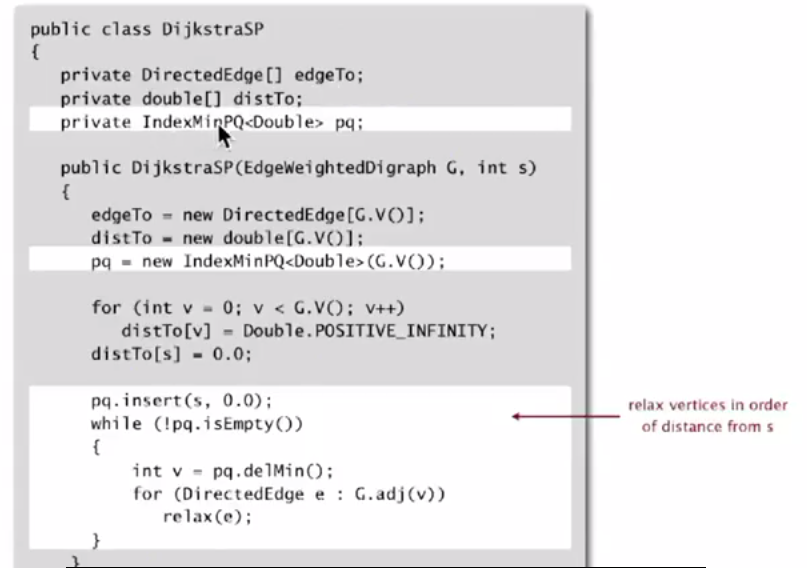 public class DijkstraSP
{
private DirectedEdge[] edgeTo;
private double[] distTo;
private IndexMinPQ<Double> pq;
public DijkstraSP(EdgeWeightedDigraph G, int s)
{
edgeTo = new DirectedEdge[G.V()];
distTo = new double[G.V()];
pq = new IndexMinPQ<Double>(G.V());
for (int v = 0; v < G.V(); v++)
distTo[v] = Double.POSITIVE_INFINITY;
distTo[s] = 0.0;
pq.insert(s, 0.0);
while (!pq.isEmpty())
{
int v = pq.delMin();
for (DirectedEdge e : G.adj(v))
relax(e);
}
}
relax vertices in order
of distance from s